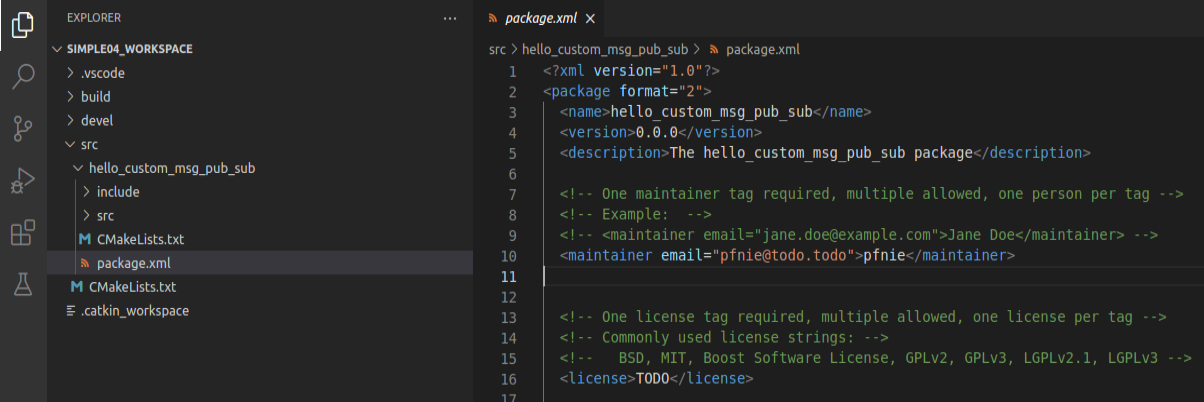 EXPLORER
SIMPLE04_WORKSPACE
.vscode
build
devel
src
hello_custom_msg_pub_sub
include
src
CMakeLists.txt
package.xml
CMakeLists.txt
.catkin_workspace
package.xml
src > hello_custom_msg_pub_sub > package.xml
1 <?xml version="1.0"?>
2 <package format="2">
3 <name>hello_custom_msg_pub_sub</name>
4 <version>0.0.0</version>
5 <description>The hello_custom_msg_pub_sub package</description>
6
7 <!-- One maintainer tag required, multiple allowed, one person per tag -->
8 <!-- Example:  -->
9 <!-- <maintainer email="jane.doe@example.com">Jane Doe</maintainer> -->
10 <maintainer email="pfnie@todo.todo">pfnie</maintainer>
11
12
13 <!-- One license tag required, multiple allowed, one license per tag -->
14 <!-- Commonly used license strings: -->
15 <!--   BSD, MIT, Boost Software License, GPLv2, GPLv3, LGPLv2.1, LGPLv3 -->
16 <license>TODO</license>
17